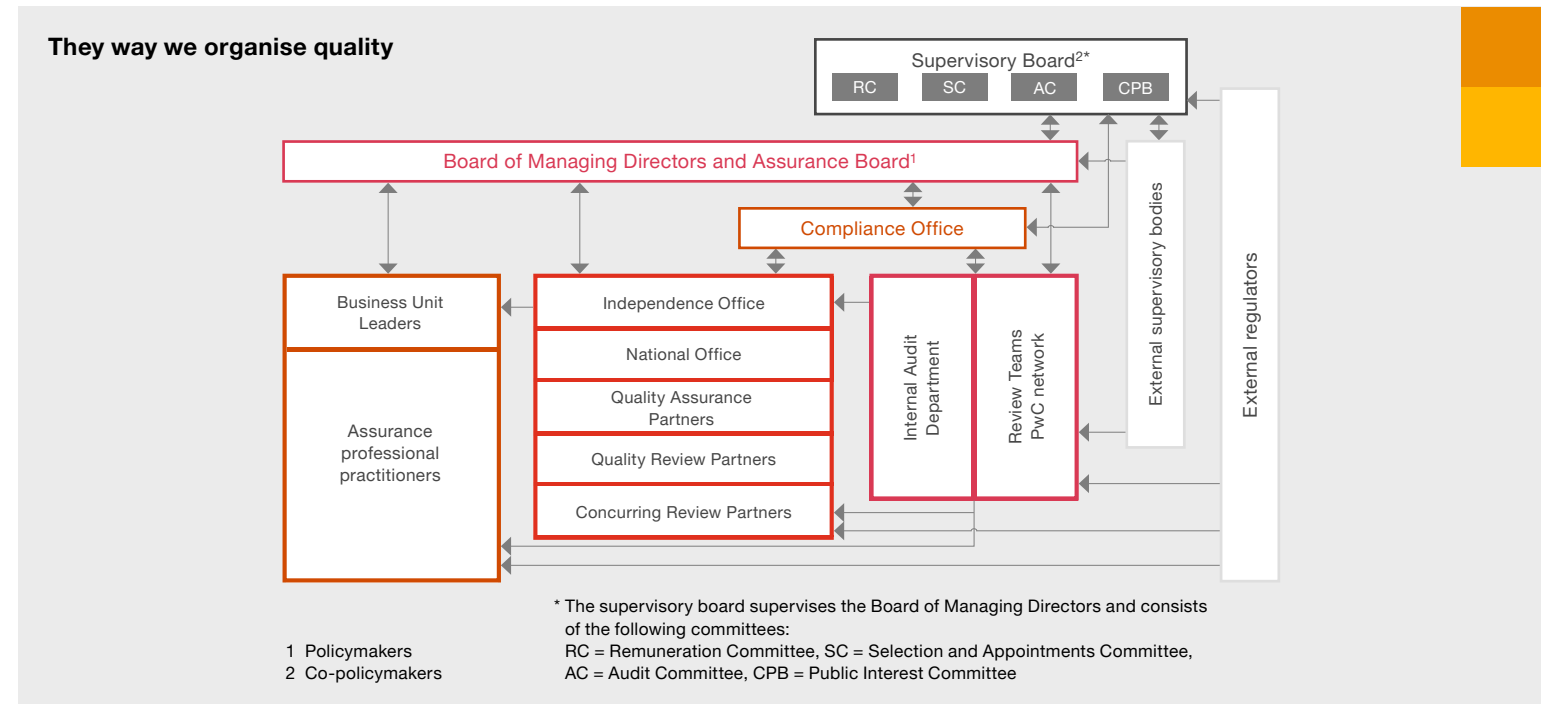 They way we organise quality
Supervisory Board2*
RC
SC
AC
CPB
Board of Managing Directors and Assurance Board1
Compliance Office
Business Unit
Leaders
Assurance
professional
practitioners
Independence Office
National Office
Quality Assurance
Partners
Quality Review Partners
Concurring Review Partners
Internal Audit
Department
Review Teams
PwC network
External supervisory bodies
External regulators
1 Policymakers
2 Co-policymakers
* The supervisory board supervises the Board of Managing Directors and consists
of the following committees:
RC = Remuneration Committee, SC = Selection and Appointments Committee,
AC = Audit Committee, CPB = Public Interest Committee